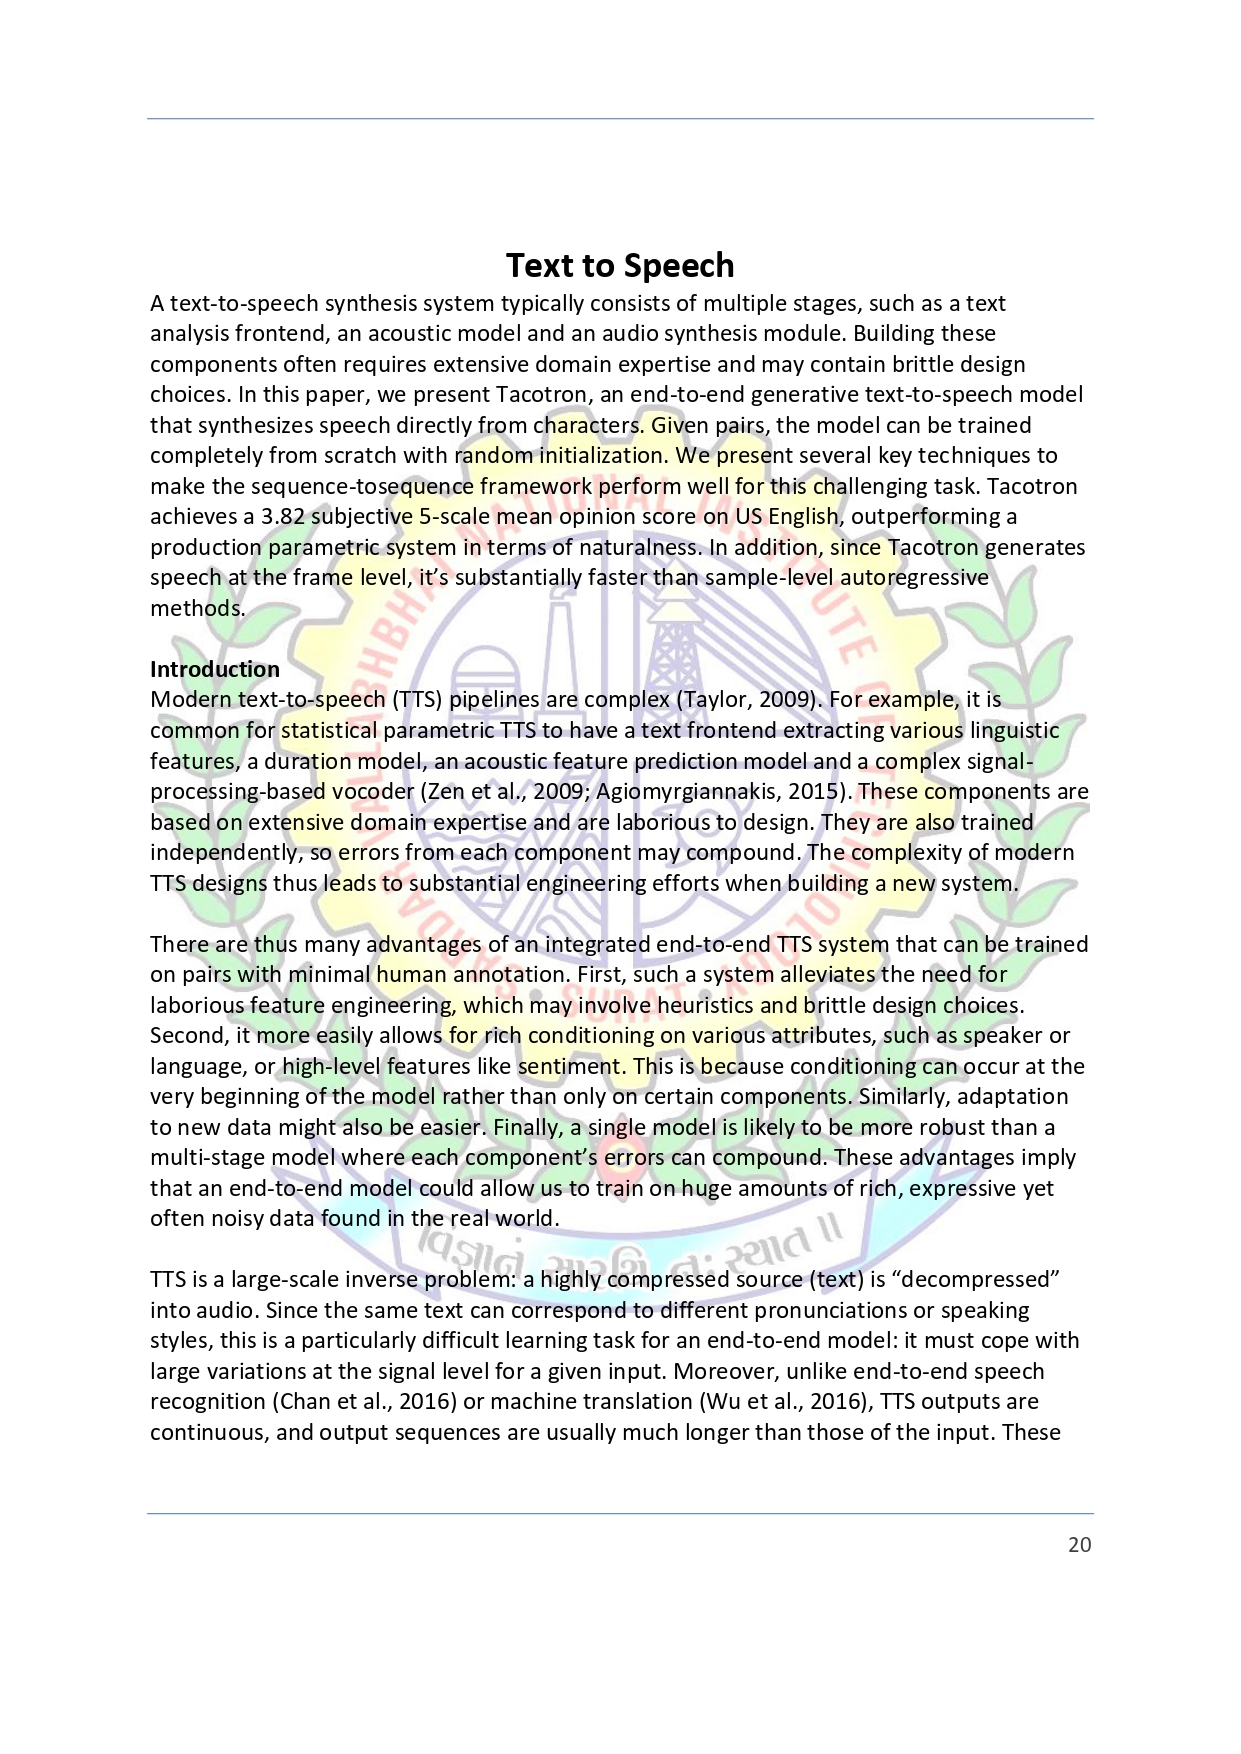 Text to Speech
A text-to-speech synthesis system typically consists of multiple stages, such as a text
analysis frontend, an acoustic model and an audio synthesis module. Building these
components often requires extensive domain expertise and may contain brittle design
choices. In this paper, we present Tacotron, an end-to-end generative text-to-speech model
that synthesizes speech directly from characters. Given pairs, the model can be trained
completely from scratch with random initialization. We present several key techniques to
make the sequence-tosequence framework perform well for this challenging task. Tacotron
achieves a 3.82 subjective 5-scale mean opinion score on US English, outperforming a
production parametric system in terms of naturalness. In addition, since Tacotron generates
speech at the frame level, it’s substantially faster than sample-level autoregressive
methods.
Introduction
Modern text-to-speech (TTS) pipelines are complex (Taylor, 2009). For example, it is
common for statistical parametric TTS to have a text frontend extracting various linguistic
features, a duration model, an acoustic feature prediction model and a complex signal-
processing-based vocoder (Zen et al., 2009; Agiomyrgiannakis, 2015). These components are
based on extensive domain expertise and are laborious to design. They are also trained
independently, so errors from each component may compound. The complexity of modern
TTS designs thus leads to substantial engineering efforts when building a new system.
There are thus many advantages of an integrated end-to-end TTS system that can be trained
on pairs with minimal human annotation. First, such a system alleviates the need for
laborious feature engineering, which may involve heuristics and brittle design choices.
Second, it more easily allows for rich conditioning on various attributes, such as speaker or
language, or high-level features like sentiment. This is because conditioning can occur at the
very beginning of the model rather than only on certain components. Similarly, adaptation
to new data might also be easier. Finally, a single model is likely to be more robust than a
multi-stage model where each component’s errors can compound. These advantages imply
that an end-to-end model could allow us to train on huge amounts of rich, expressive yet
often noisy data found in the real world.
TTS is a large-scale inverse problem: a highly compressed source (text) is “decompressed”
into audio. Since the same text can correspond to different pronunciations or speaking
styles, this is a particularly difficult learning task for an end-to-end model: it must cope with
large variations at the signal level for a given input. Moreover, unlike end-to-end speech
recognition (Chan et al., 2016) or machine translation (Wu et al., 2016), TTS outputs are
continuous, and output sequences are usually much longer than those of the input. These
20
SARDAR VALLABHBHAI NATIONAL INSTITUTE OF TECHNOLOGY
• SURAT •